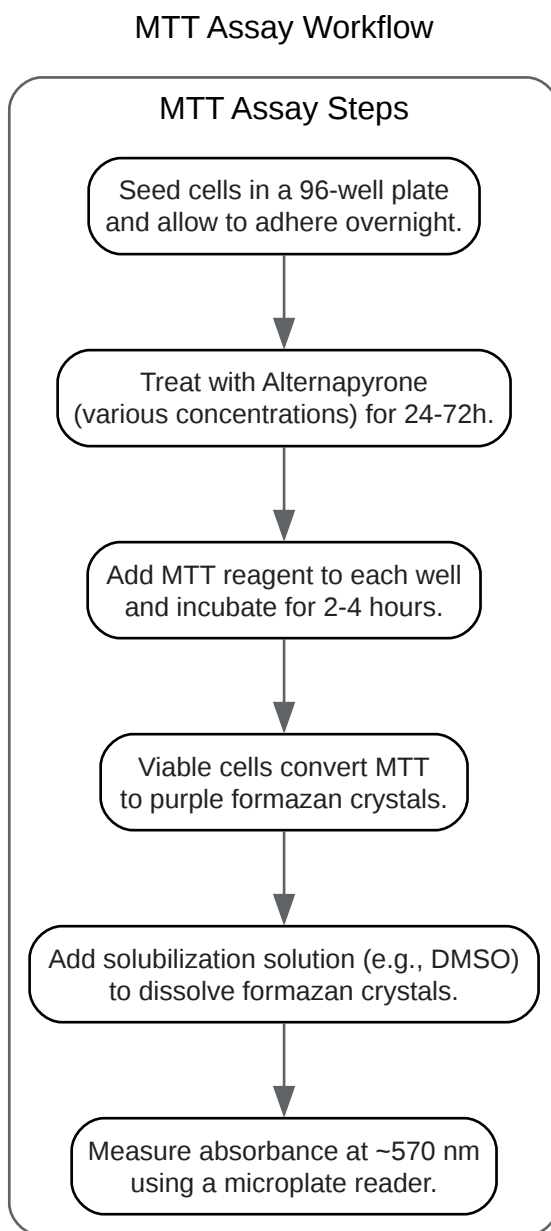 MTT Assay Workflow
MTT Assay Steps
Seed cells in a 96-well plate
and allow to adhere overnight.
Treat with Alternapyrone
(various concentrations) for 24-72h.
Add MTT reagent to each well
and incubate for 2-4 hours.
Viable cells convert MTT
to purple formazan crystals.
Add solubilization solution (e.g., DMSO)
to dissolve formazan crystals.
Measure absorbance at ~570 nm
using a microplate reader.